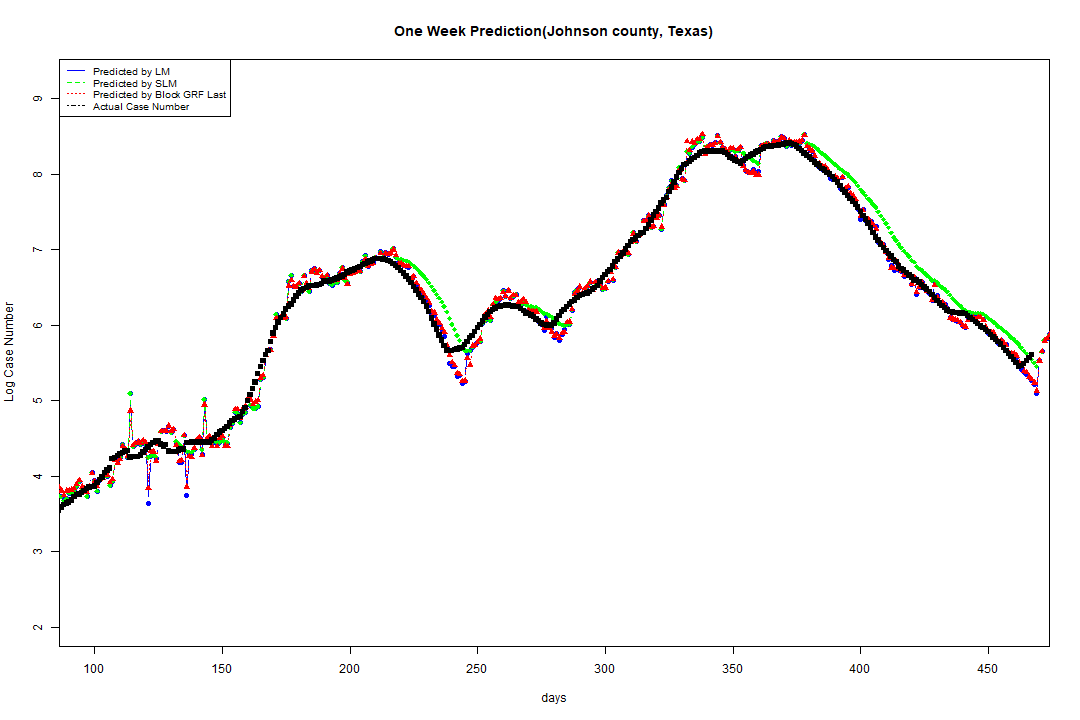 One Week Prediction(Johnson county, Texas)
Predicted by LM
Predicted by SLM
Predicted by Block GRF Last
Actual Case Number
9
8
7
6
5
4
3
2
Log Case Number
100 150 200 250 300 350 400 450
days